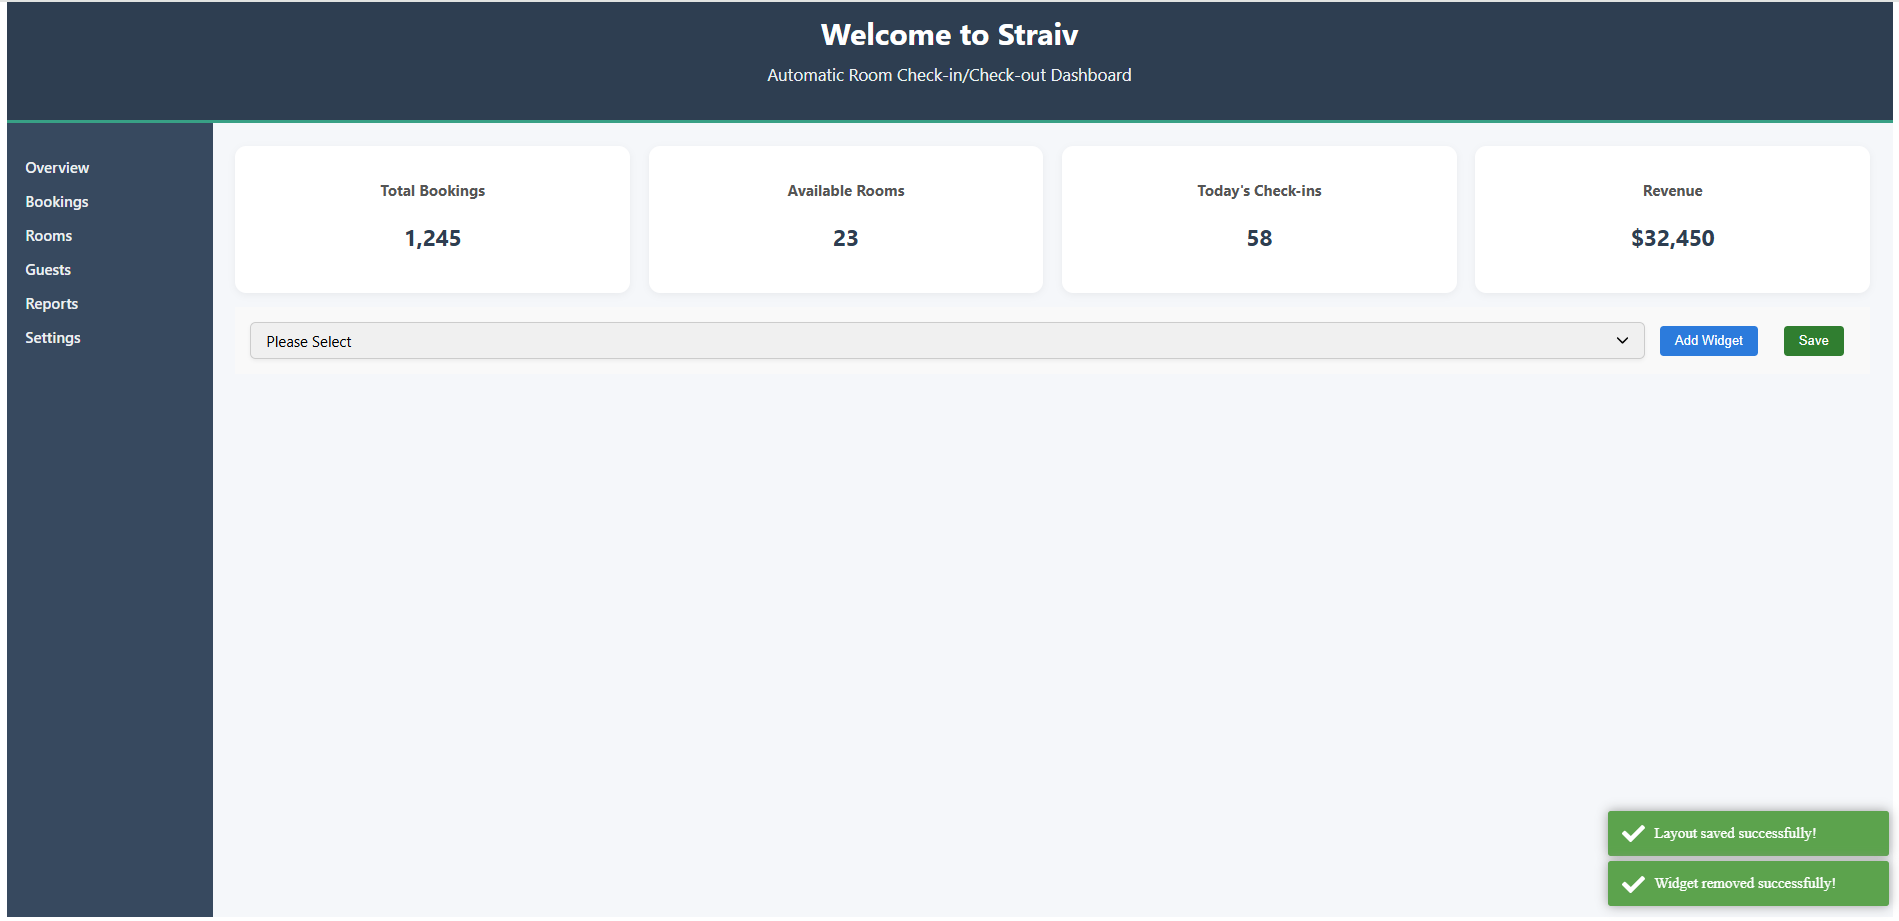 Welcome to Straiv
Automatic Room Check-in/Check-out Dashboard
Overview
Bookings
Rooms
Guests
Reports
Settings
Total Bookings
1,245
Available Rooms
23
Today's Check-ins
58
Revenue
$32,450
Please Select
Add Widget
Save
Layout saved successfully!
Widget removed successfully!